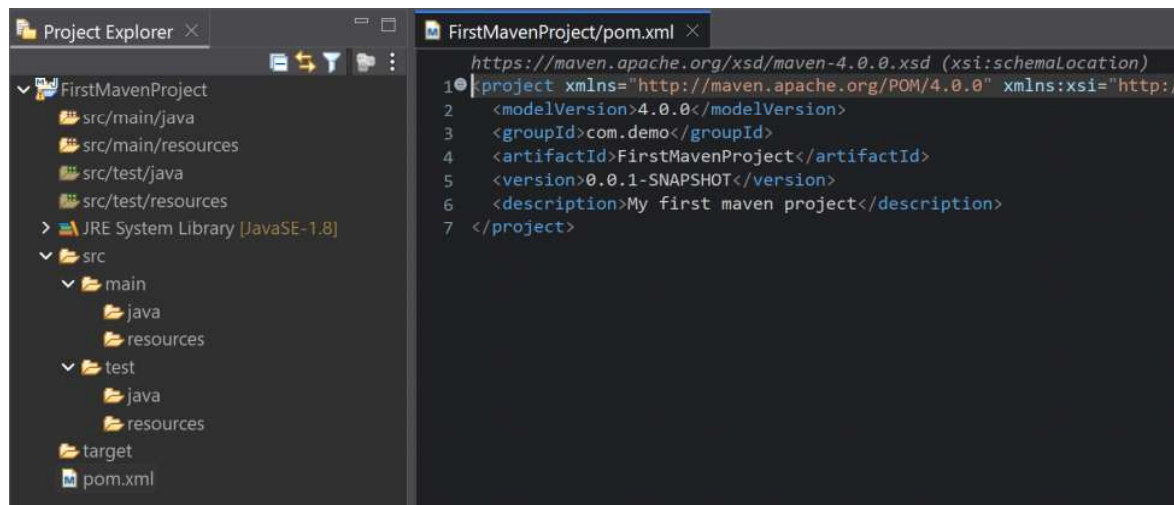 Project Explorer
FirstMavenProject
src/main/java
src/main/resources
src/test/java
src/test/resources
JRE System Library [JavaSE-1.8]
src
main
java
resources
test
java
resources
target
pom.xml
FirstMavenProject/pom.xml
https://maven.apache.org/xsd/maven-4.0.0.xsd (xsi:schemaLocation)
1 <project xmlns="http://maven.apache.org/POM/4.0.0" xmlns:xsi="http:/
2 <modelVersion>4.0.0</modelVersion>
3 <groupId>com.demo</groupId>
4 <artifactId>FirstMavenProject</artifactId>
5 <version>0.0.1-SNAPSHOT</version>
6 <description>My first maven project</description>
7 </project>